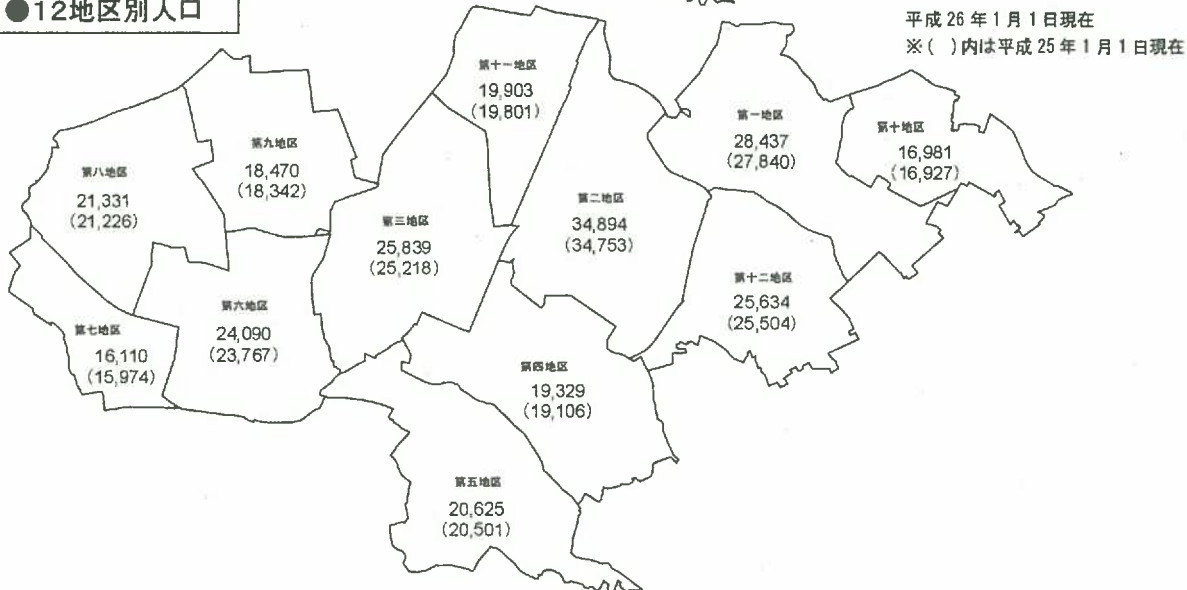 ●12地区別人口
平成26年1月1日現在
※( )内は平成25年1月1日現在
第十一地区
19,903
(19,801)
第一地区
28,437
(27,840)
第十地区
16,981
(16,927)
第九地区
18,470
(18,342)
第八地区
21,331
(21,226)
第二地区
34,894
(34,753)
第三地区
25,839
(25,218)
第十二地区
25,634
(25,504)
第六地区
24,090
(23,767)
第七地区
16,110
(15,974)
第四地区
19,329
(19,106)
第五地区
20,625
(20,501)